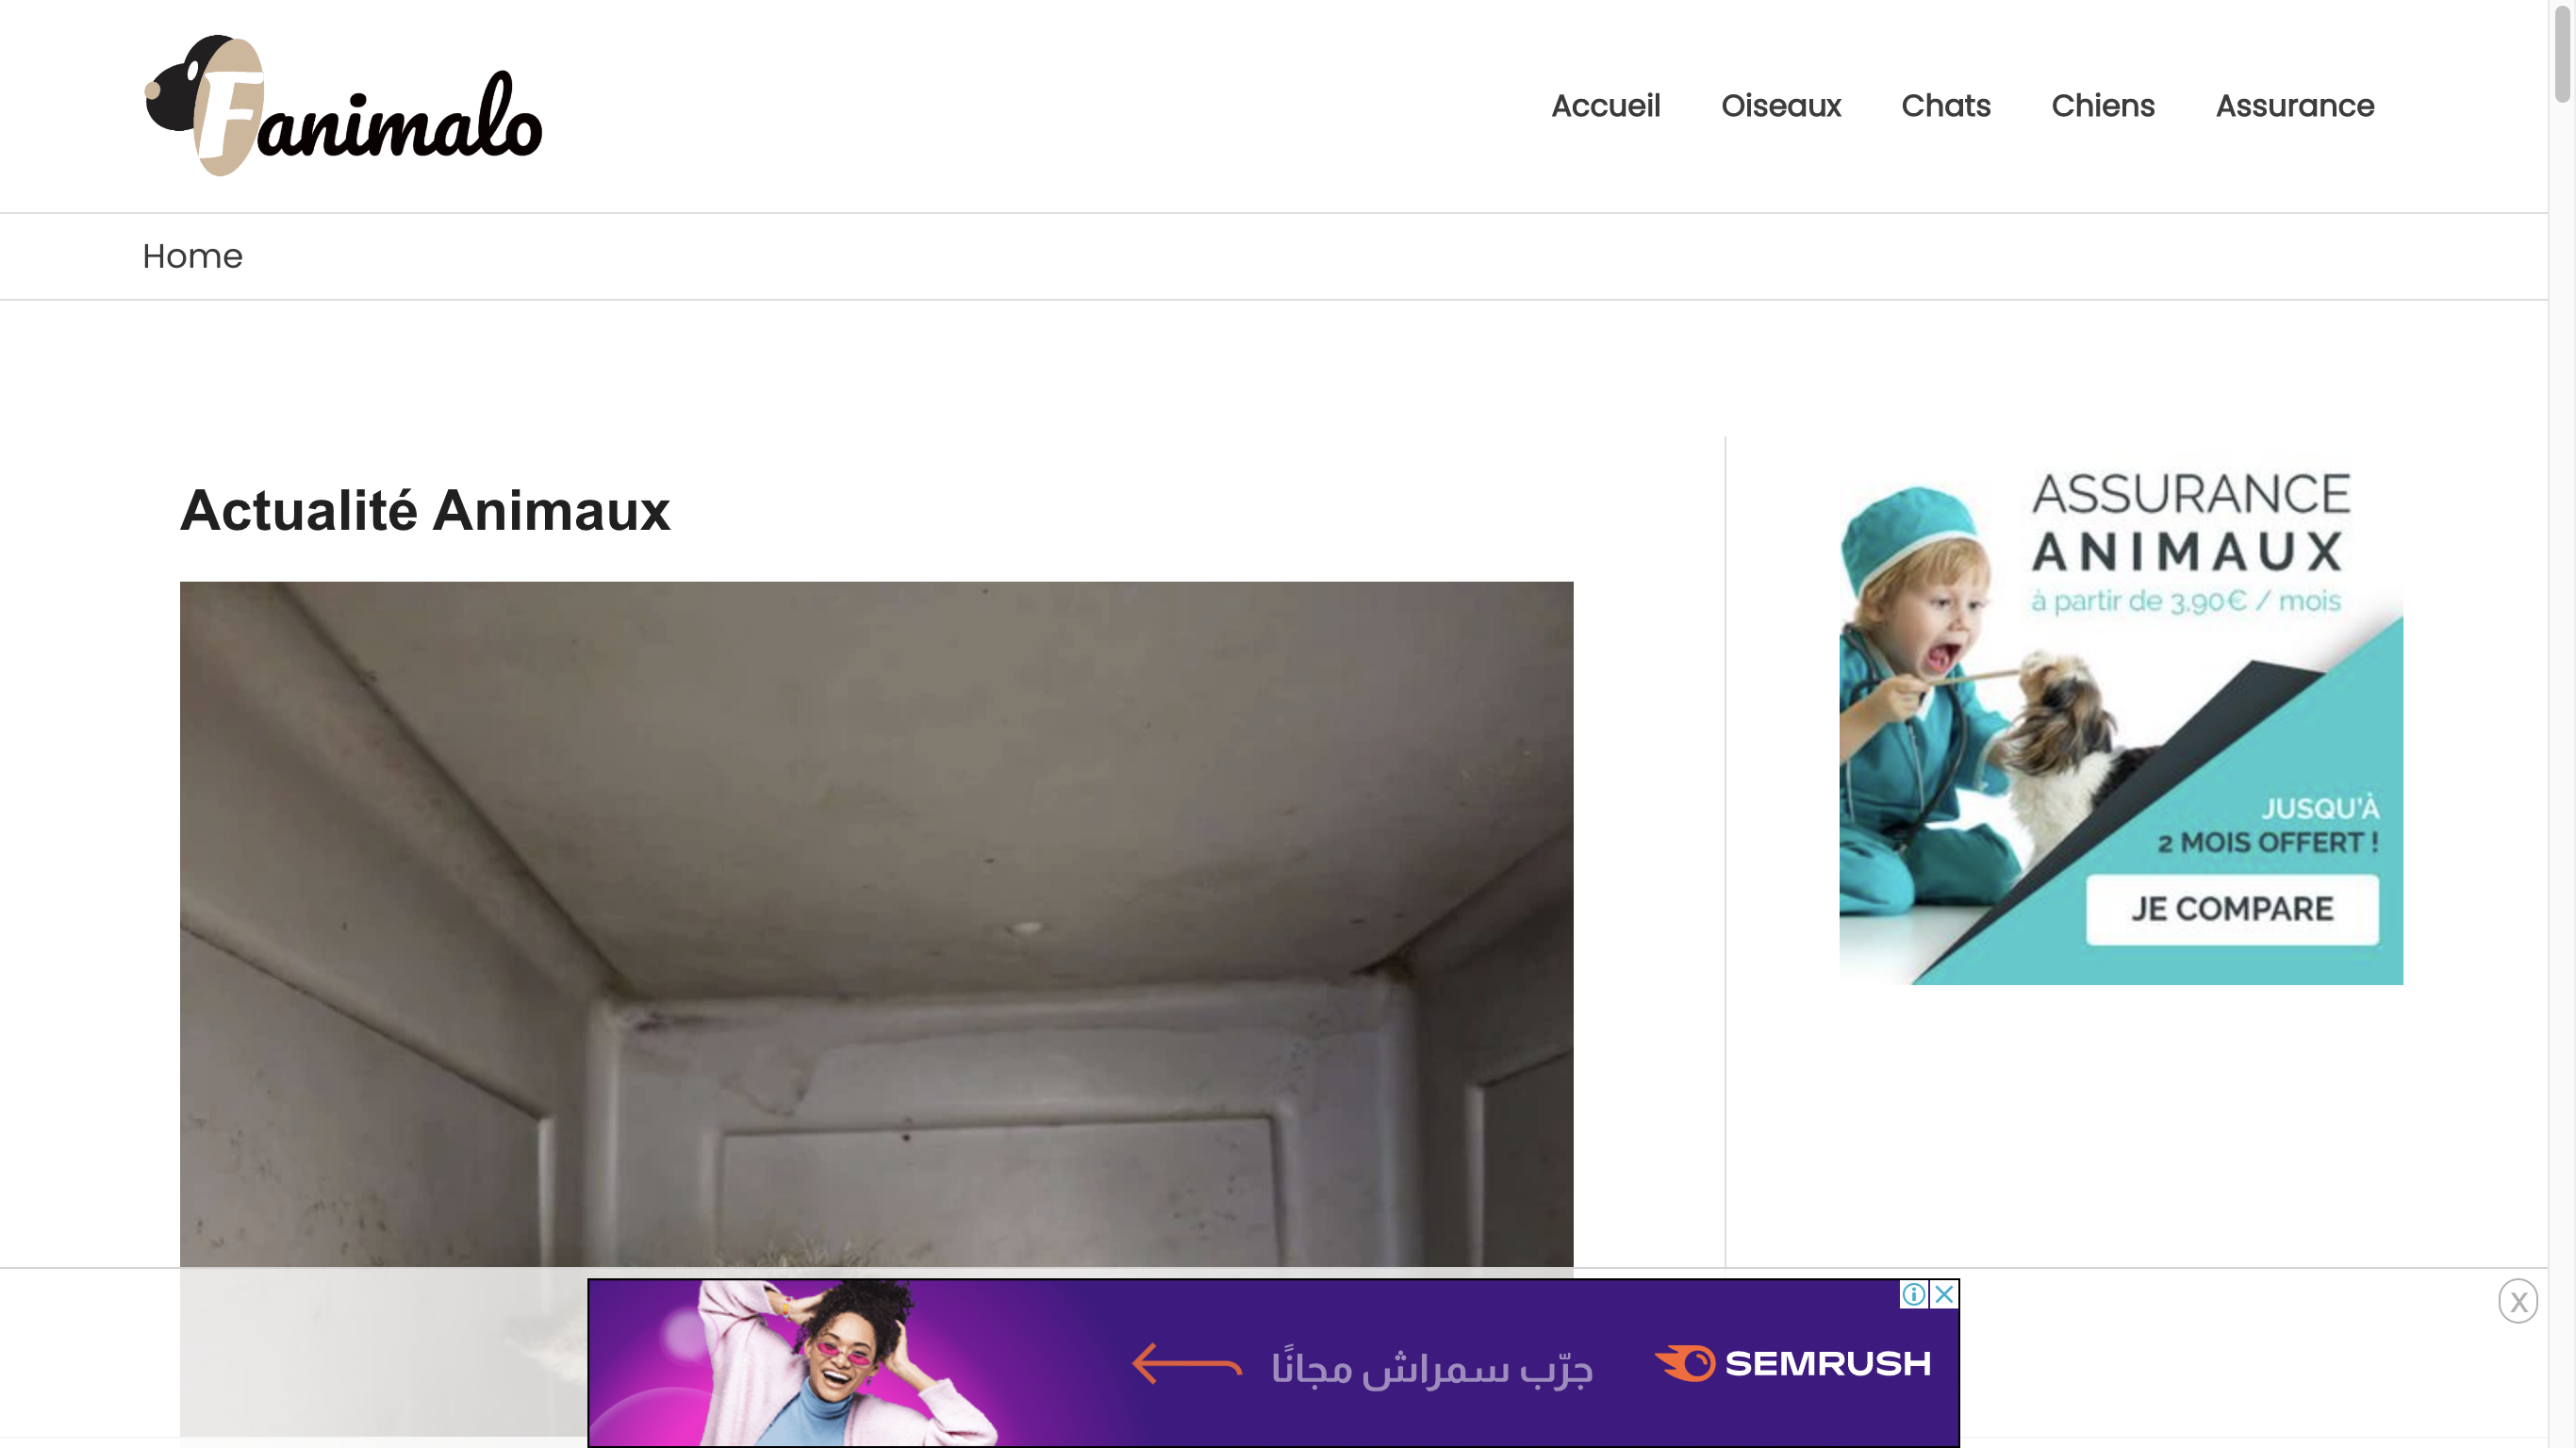 Fanimalo
Accueil
Oiseaux
Chats
Chiens
Assurance
Home
Actualité Animaux
ASSURANCE
ANIMAUX
à partir de 3,90€ / mois
JUSQU'À
2 MOIS OFFERT !
JE COMPARE
X
جرّب سمراش مجانًا
SEMRUSH